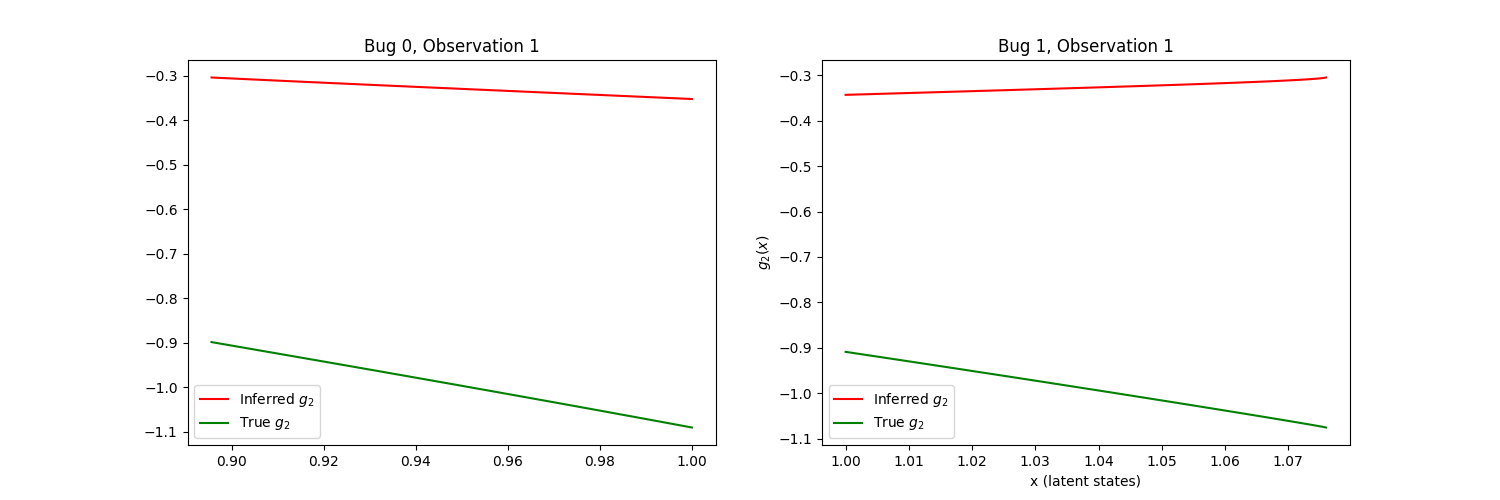 Bug 0, Observation 1
−0.3
−0.4
−0.5
−0.6
−0.7
−0.8
−0.9
−1.0
−1.1
Inferred g₂
True g₂
0.90 0.92 0.94 0.96 0.98 1.00
Bug 1, Observation 1
g₂(x)
−0.3
−0.4
−0.5
−0.6
−0.7
−0.8
−0.9
−1.0
−1.1
Inferred g₂
True g₂
1.00 1.01 1.02 1.03 1.04 1.05 1.06 1.07
x (latent states)